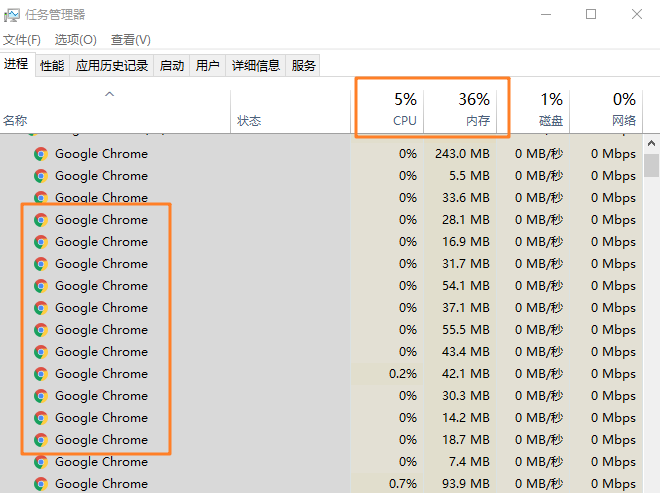 任务管理器
文件(F) 选项(O) 查看(V)
进程 性能 应用历史记录 启动 用户 详细信息 服务
5% 36% 1% 0%
名称 状态 CPU 内存 磁盘 网络
Google Chrome 0% 243.0 MB 0 MB/秒 0 Mbps
Google Chrome 0% 5.5 MB 0 MB/秒 0 Mbps
Google Chrome 0% 33.6 MB 0 MB/秒 0 Mbps
Google Chrome 0% 28.1 MB 0 MB/秒 0 Mbps
Google Chrome 0% 16.9 MB 0 MB/秒 0 Mbps
Google Chrome 0% 31.7 MB 0 MB/秒 0 Mbps
Google Chrome 0% 54.1 MB 0 MB/秒 0 Mbps
Google Chrome 0% 37.1 MB 0 MB/秒 0 Mbps
Google Chrome 0% 55.5 MB 0 MB/秒 0 Mbps
Google Chrome 0% 43.4 MB 0 MB/秒 0 Mbps
Google Chrome 0.2% 42.1 MB 0 MB/秒 0 Mbps
Google Chrome 0% 30.3 MB 0 MB/秒 0 Mbps
Google Chrome 0% 14.2 MB 0 MB/秒 0 Mbps
Google Chrome 0% 18.7 MB 0 MB/秒 0 Mbps
Google Chrome 0% 7.4 MB 0 MB/秒 0 Mbps
Google Chrome 0.7% 93.9 MB 0 MB/秒 0 Mbps